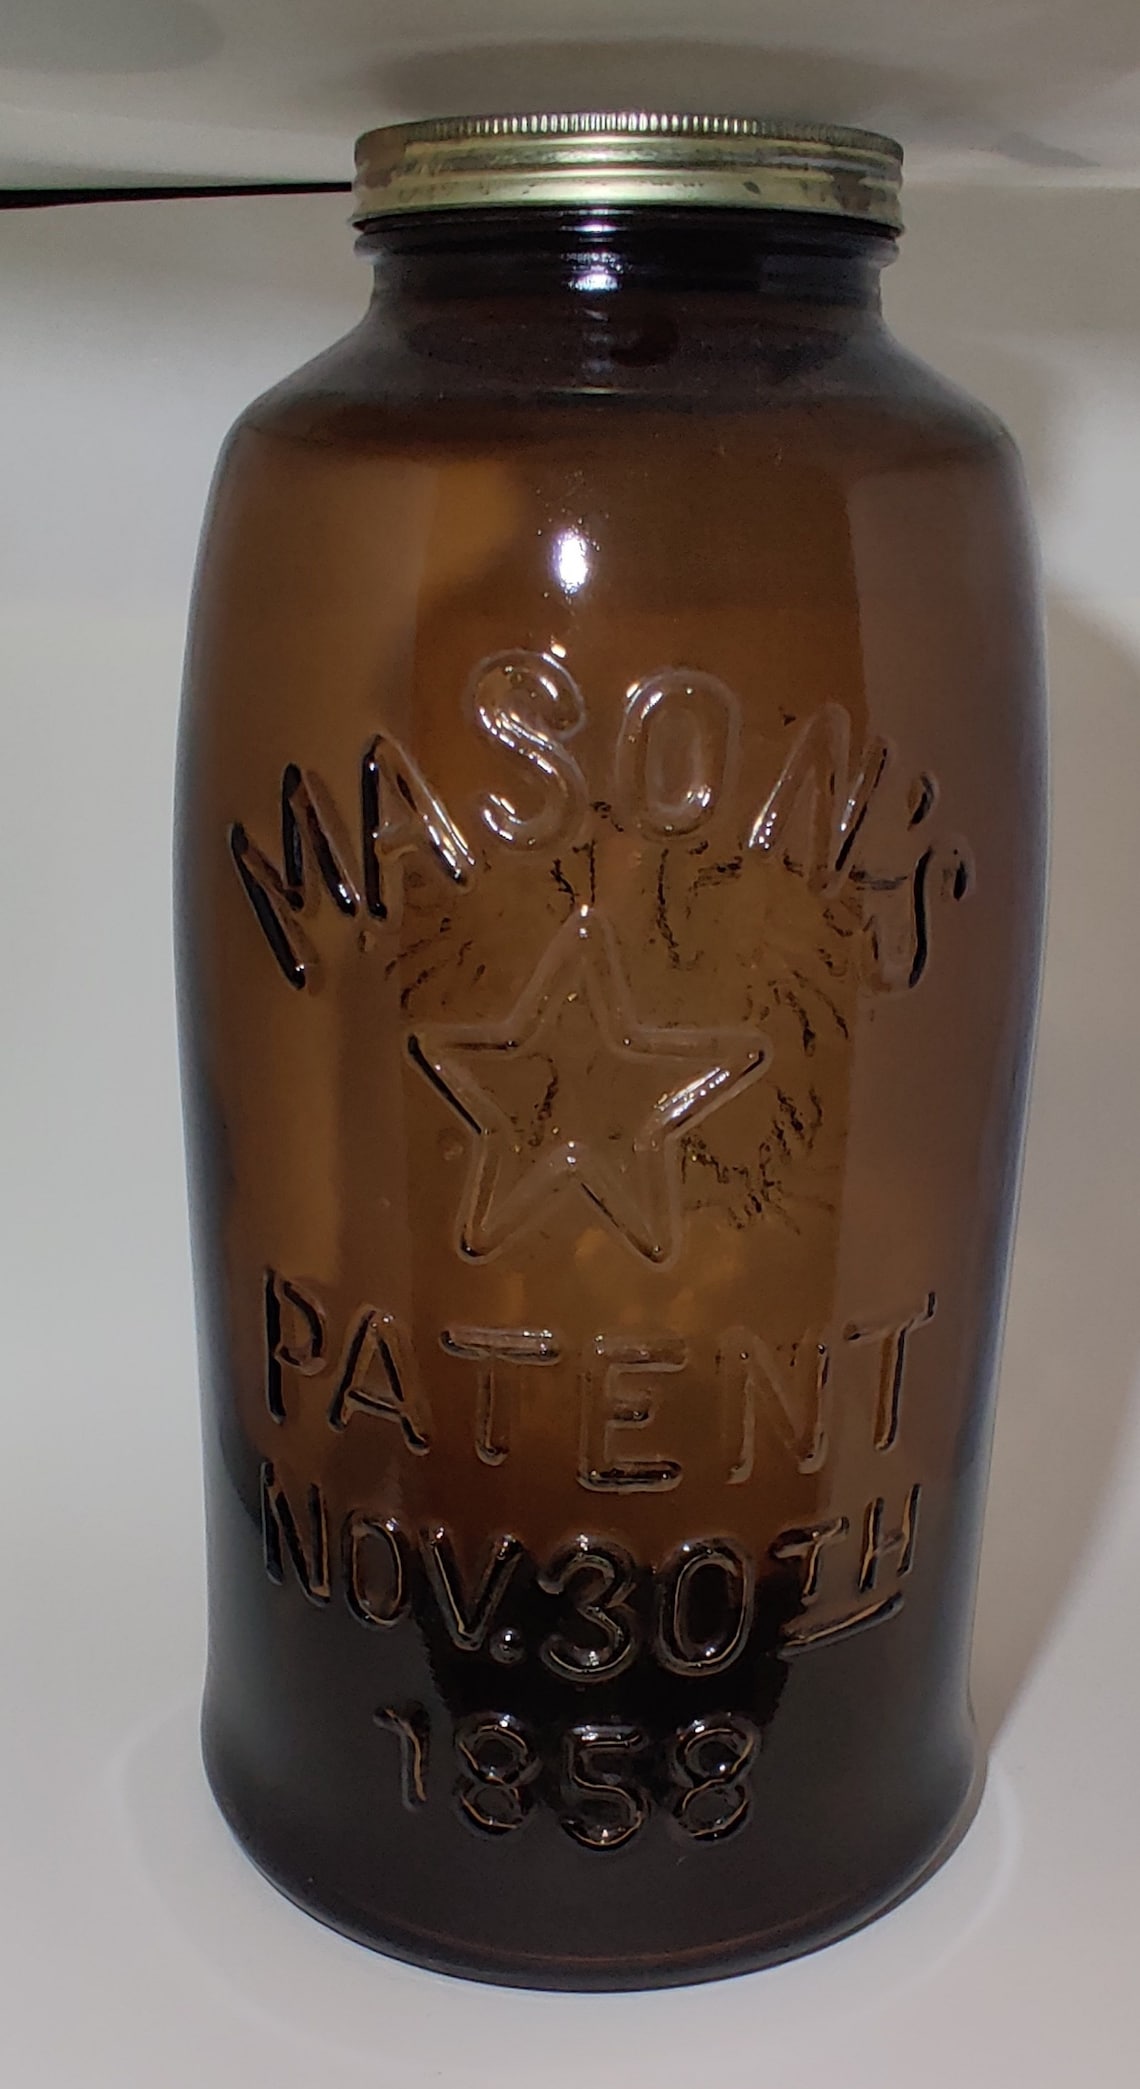 MASON'S
PATENT
NOV. 30TH
1858